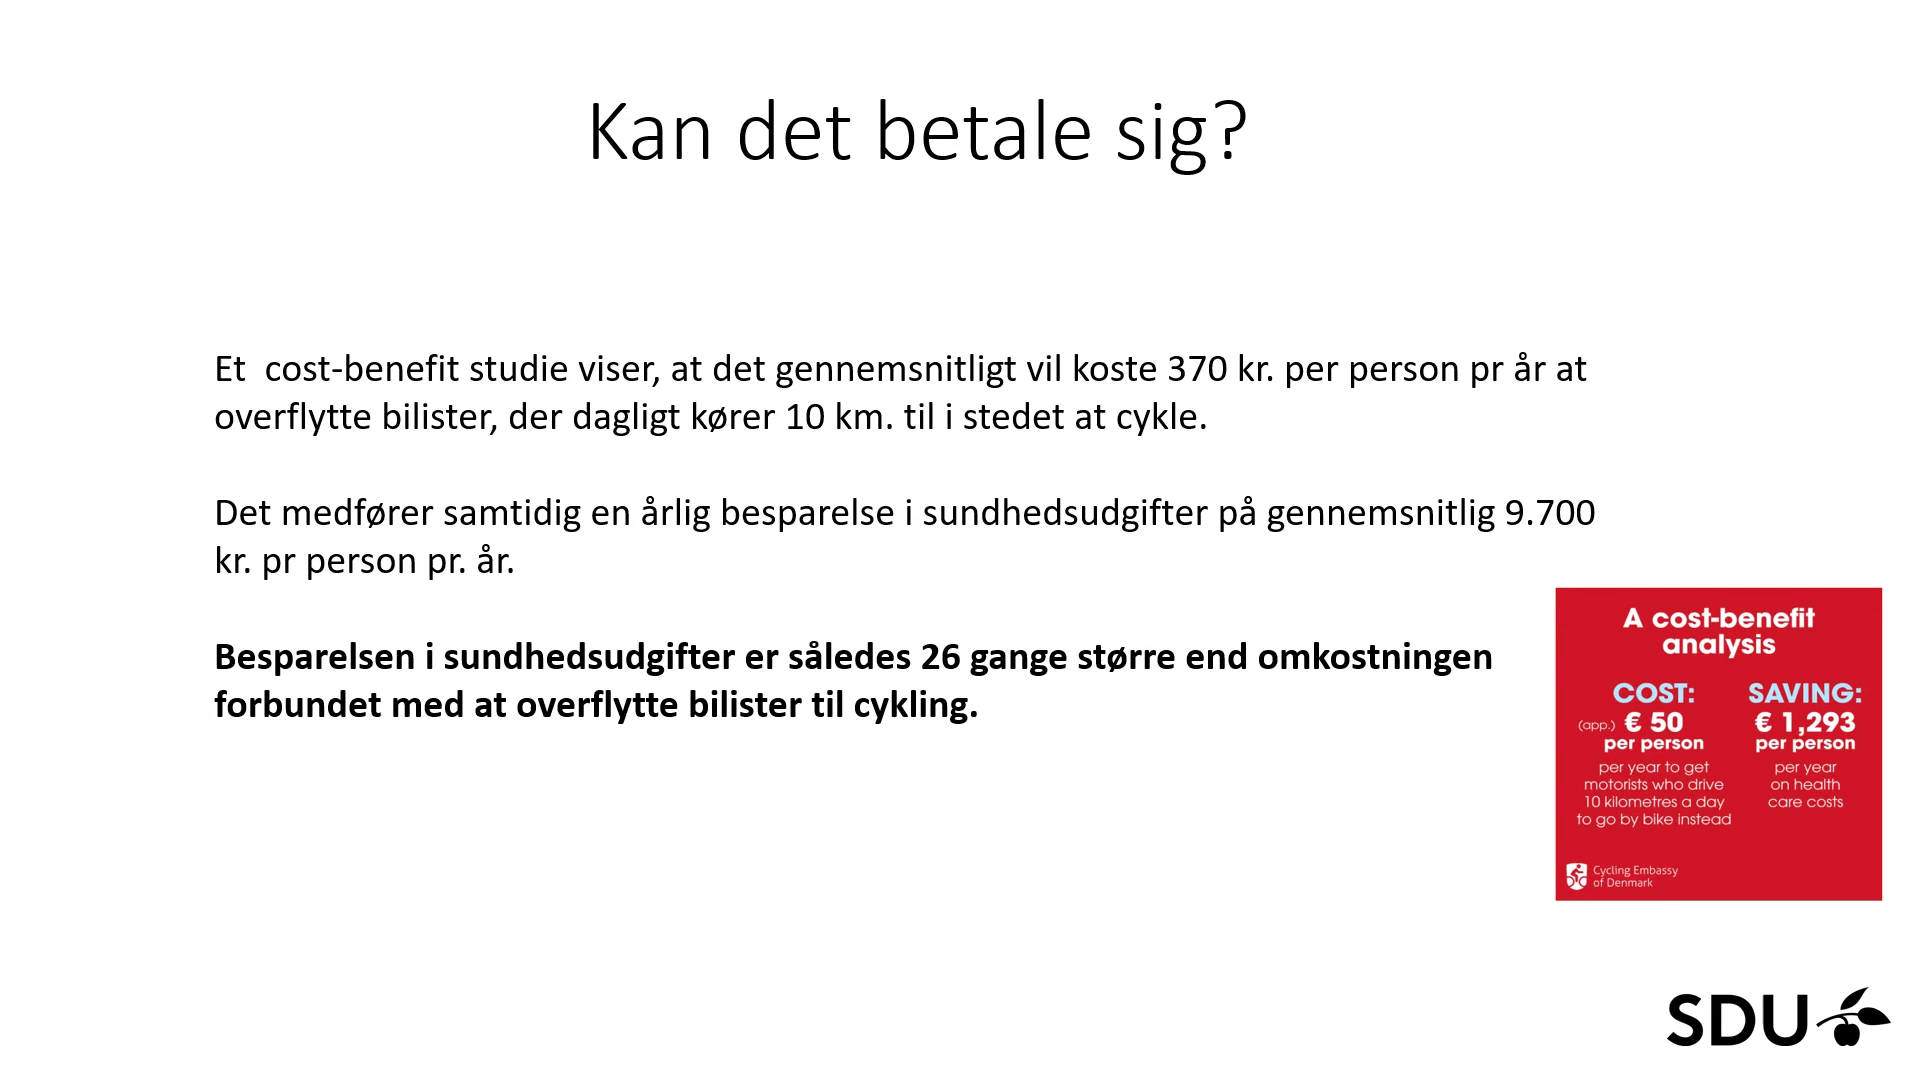 Kan det betale sig?
Et  cost-benefit studie viser, at det gennemsnitligt vil koste 370 kr. per person pr år at
overflytte bilister, der dagligt kører 10 km. til i stedet at cykle.
Det medfører samtidig en årlig besparelse i sundhedsudgifter på gennemsnitlig 9.700
kr. pr person pr. år.
Besparelsen i sundhedsudgifter er således 26 gange større end omkostningen
forbundet med at overflytte bilister til cykling.
A cost-benefit
analysis
COST:
(app.) € 50
per person
per year to get
motorists who drive
10 kilometres a day
to go by bike instead
SAVING:
€ 1,293
per person
per year
on health
care costs
Cycling Embassy
of Denmark
SDU